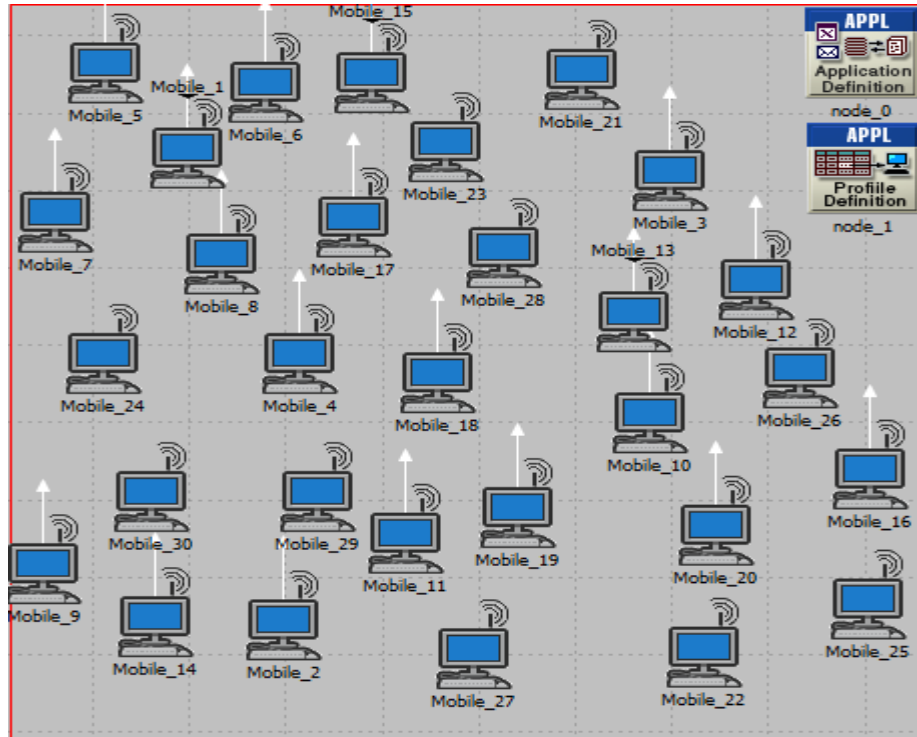 Mobile_15
APPL
Application
Definition
node_0
Mobile_5
Mobile_1
Mobile_6
Mobile_21
APPL
Profiile
Definition
node_1
Mobile_23
Mobile_3
Mobile_7
Mobile_17
Mobile_13
Mobile_8
Mobile_28
Mobile_12
Mobile_24
Mobile_4
Mobile_18
Mobile_26
Mobile_10
Mobile_16
Mobile_30
Mobile_29
Mobile_19
Mobile_11
Mobile_20
Mobile_9
Mobile_14
Mobile_2
Mobile_25
Mobile_27
Mobile_22